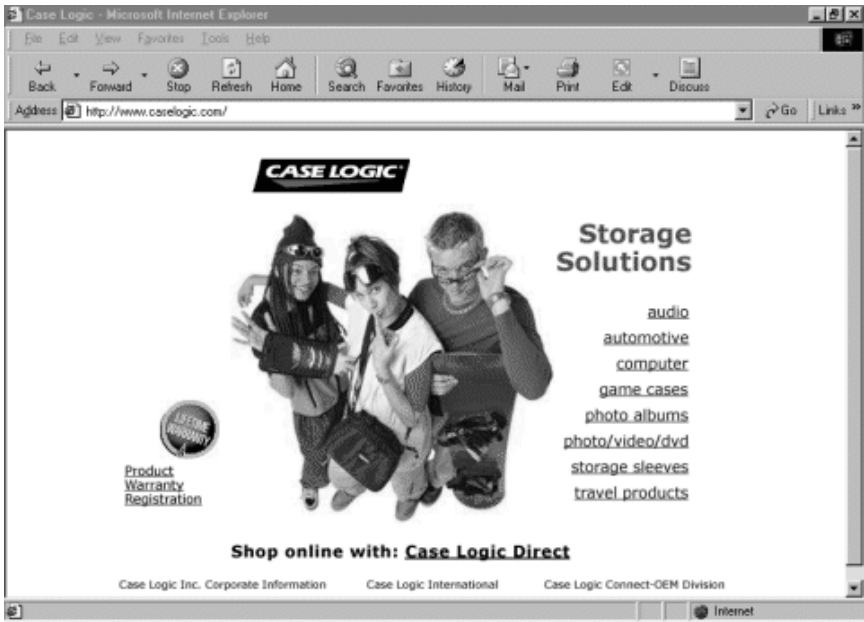 Case Logic - Microsoft Internet Explorer
File Edit View Favorites Tools Help
Back Forward Stop Refresh Home Search Favorites History Mail Print Edit Discuss
Address http://www.caselogic.com/ Go Links »
CASE LOGIC
Storage
Solutions
audio
automotive
computer
game cases
photo albums
photo/video/dvd
storage sleeves
travel products
LIFETIME
WARRANTY
Product
Warranty
Registration
Shop online with: Case Logic Direct
Case Logic Inc. Corporate Information Case Logic International Case Logic Connect-OEM Division
Internet